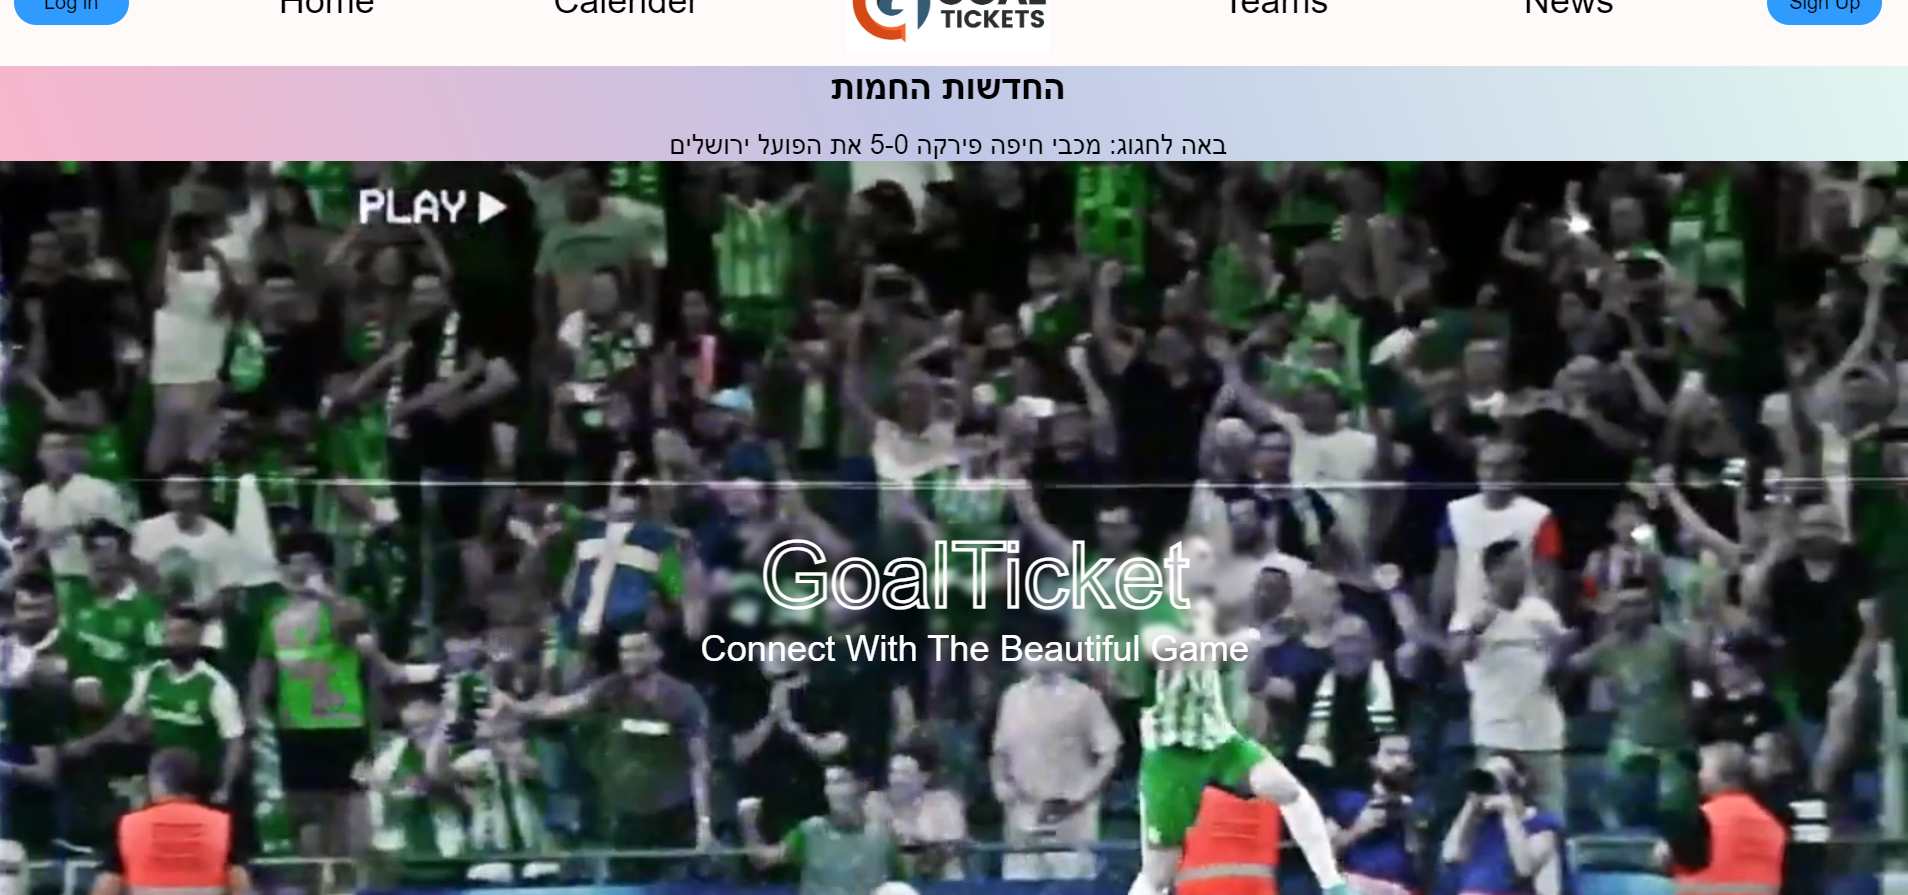 Log In
Home
Calender
GOAL
TICKETS
Teams
News
Sign Up
החדשות החמות
באה לחגוג: מכבי חיפה פירקה 5-0 את הפועל ירושלים
PLAY
GoalTicket
Connect With The Beautiful Game